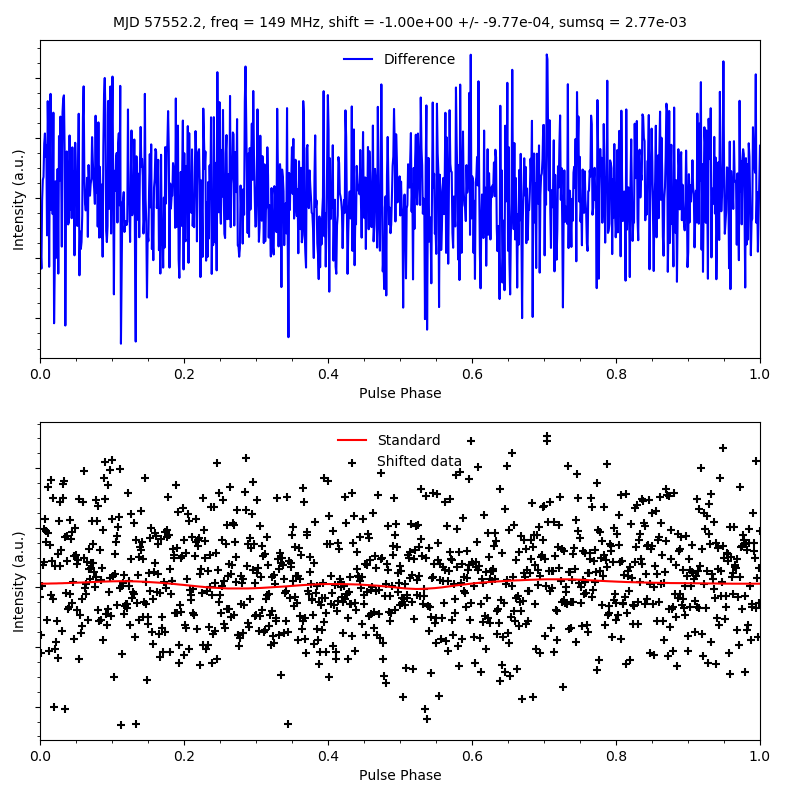 MJD 57552.2, freq = 149 MHz, shift = -1.00e+00 +/- -9.77e-04, sumsq = 2.77e-03
Difference
Intensity (a.u.)
0.0 0.2 0.4 0.6 0.8 1.0
Pulse Phase
Standard
Shifted data
Intensity (a.u.)
0.0 0.2 0.4 0.6 0.8 1.0
Pulse Phase